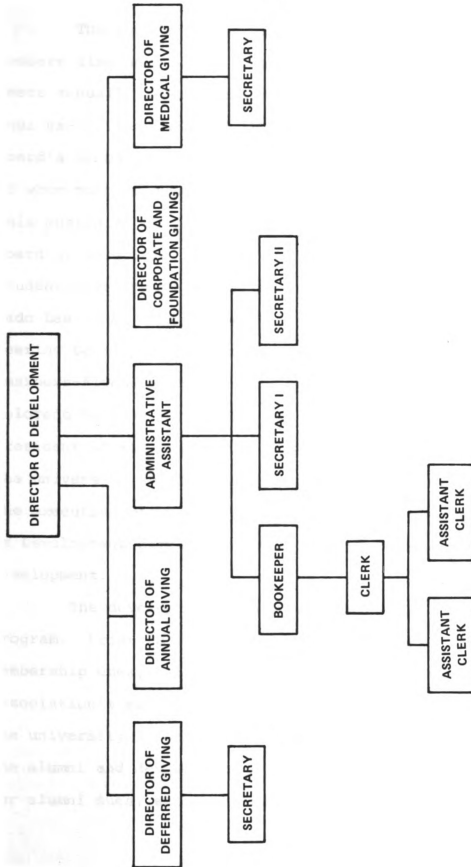 DIRECTOR OF DEVELOPMENT
DIRECTOR OF
DEFERRED GIVING
DIRECTOR OF
ANNUAL GIVING
ADMINISTRATIVE
ASSISTANT
DIRECTOR OF
CORPORATE AND
FOUNDATION GIVING
DIRECTOR OF
MEDICAL GIVING
SECRETARY
BOOKKEEPER
SECRETARY I
SECRETARY II
SECRETARY
CLERK
ASSISTANT
CLERK
ASSISTANT
CLERK